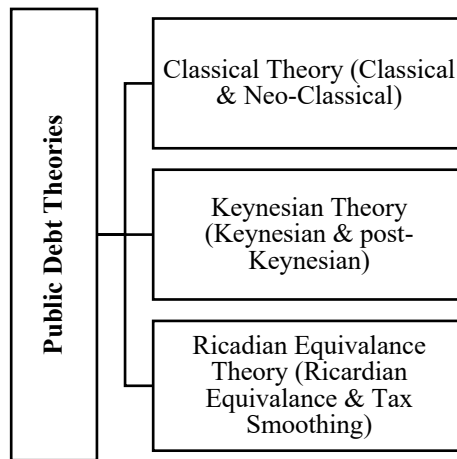 Public Debt Theories
Classical Theory (Classical
& Neo-Classical)
Keynesian Theory
(Keynesian & post-
Keynesian)
Ricadian Equivalance
Theory (Ricardian
Equivalance & Tax
Smoothing)